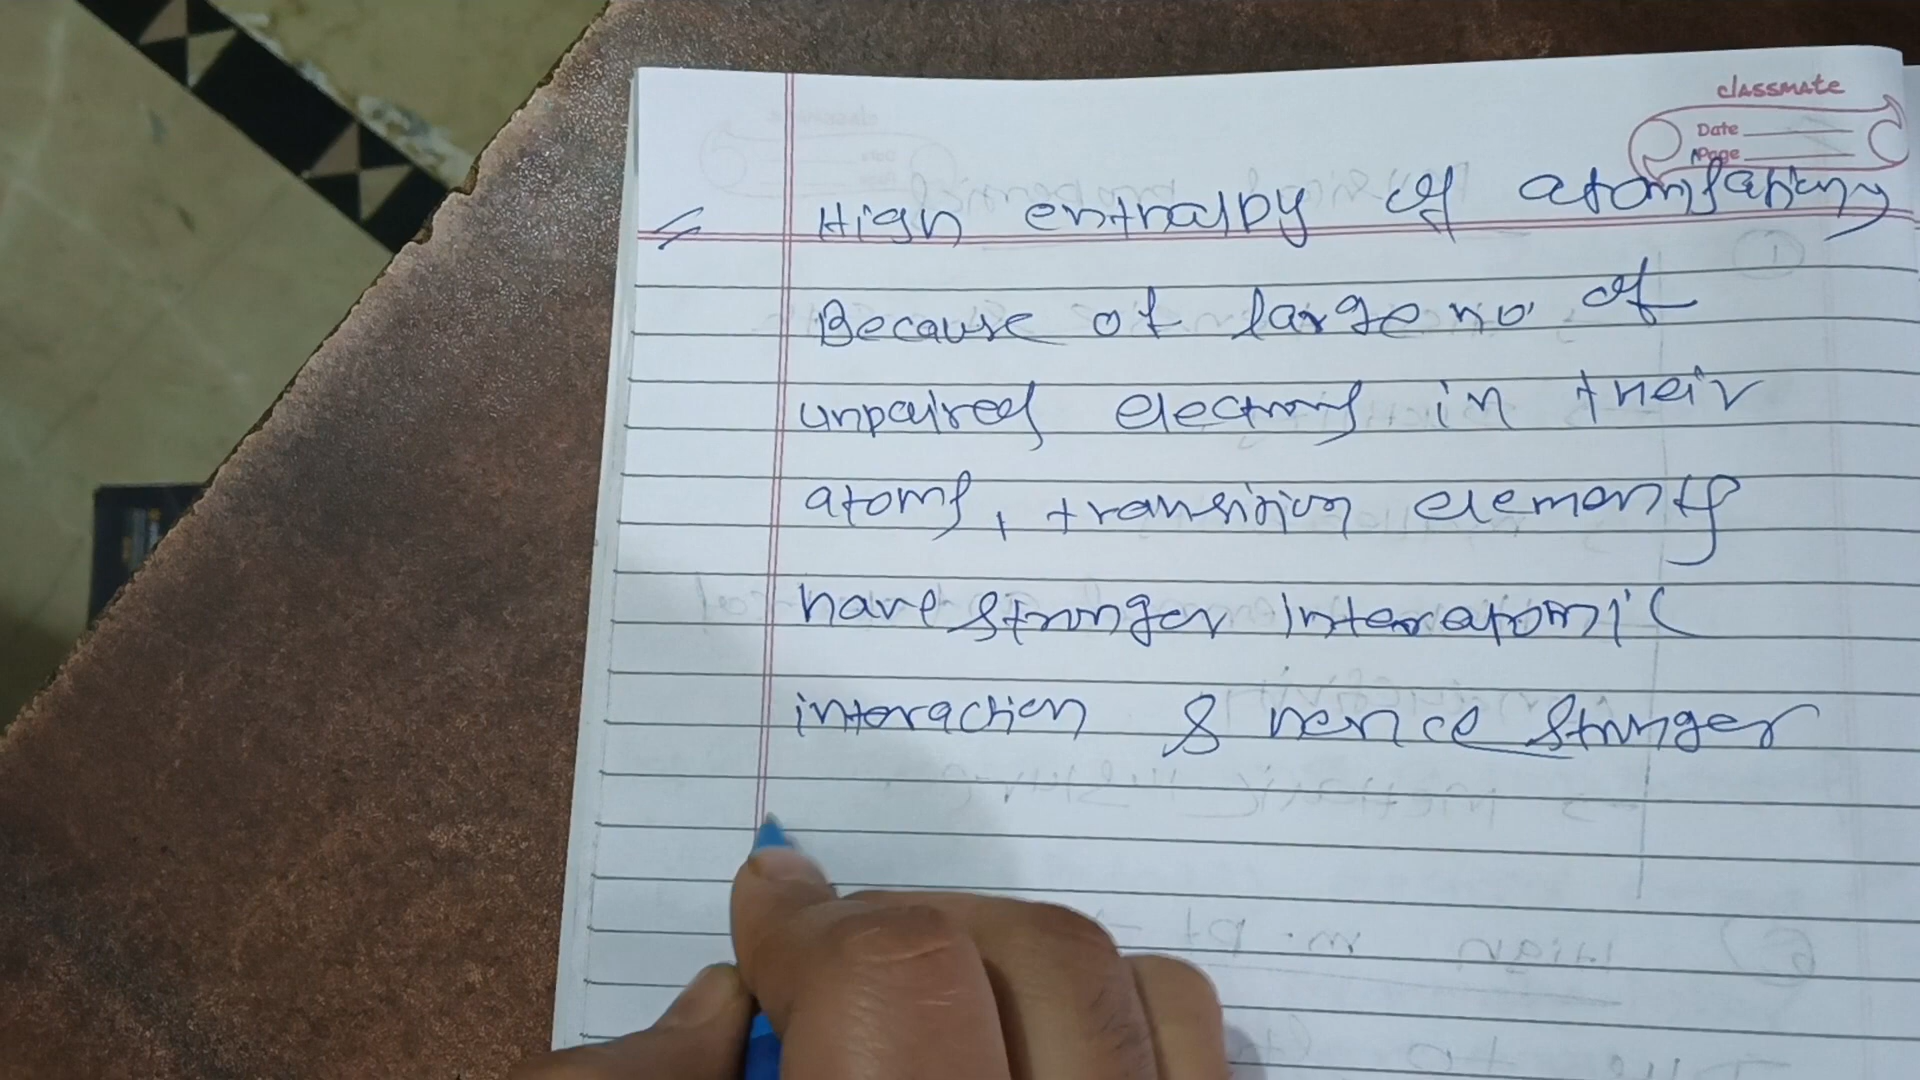 classmate
Date
Page
High enthalpy of atomisation
Because of large no. of
unpaired electrons in their
atoms, transition elements
have stronger interatomic
interaction & hence stronger